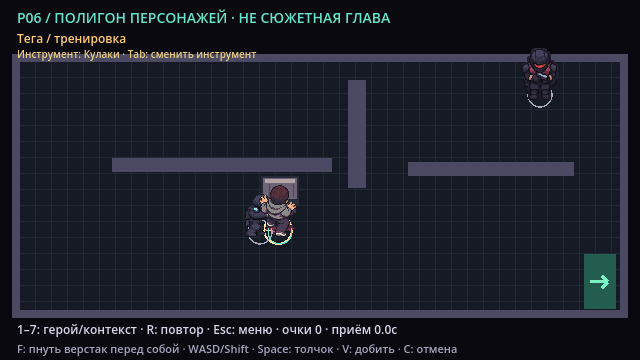 P06 / ПОЛИГОН ПЕРСОНАЖЕЙ · НЕ СЮЖЕТНАЯ ГЛАВА
Тега / тренировка
Инструмент: Кулаки · Tab: сменить инструмент
1–7: герой/контекст · R: повтор · Esc: меню · очки 0 · приём 0.0с
F: пнуть верстак перед собой · WASD/Shift · Space: толчок · V: добить · C: отмена